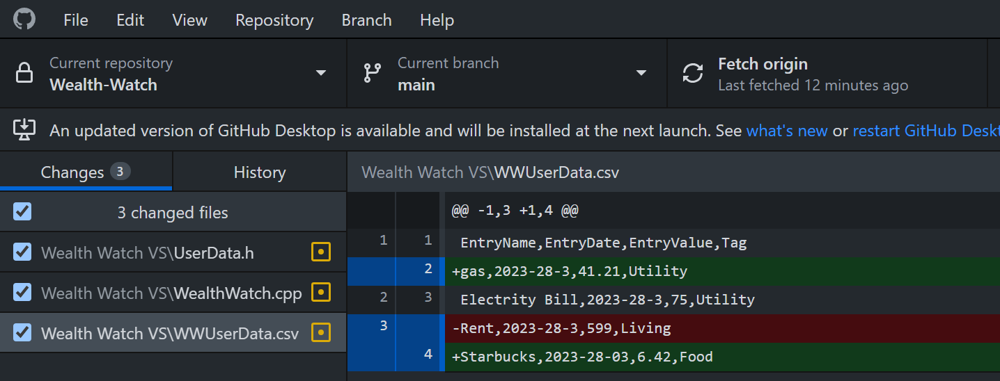 File Edit View Repository Branch Help
Current repository
Wealth-Watch
Current branch
main
Fetch origin
Last fetched 12 minutes ago
An updated version of GitHub Desktop is available and will be installed at the next launch. See what's new or restart GitHub Deskt
Changes 3
History
3 changed files
Wealth Watch VS\UserData.h
Wealth Watch VS\WealthWatch.cpp
Wealth Watch VS\WWUserData.csv
Wealth Watch VS\WWUserData.csv
@@ -1,3 +1,4 @@
1 1 EntryName,EntryDate,EntryValue,Tag
2 +gas,2023-28-3,41.21,Utility
2 3 Electrity Bill,2023-28-3,75,Utility
3 -Rent,2023-28-3,599,Living
4 +Starbucks,2023-28-03,6.42,Food